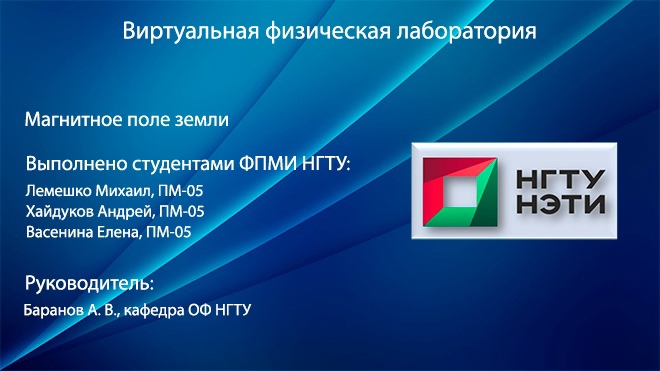 Виртуальная физическая лаборатория
Магнитное поле земли
Выполнено студентами ФПМИ НГТУ:
Лемешко Михаил, ПМ-05
Хайдуков Андрей, ПМ-05
Васенина Елена, ПМ-05
НГТУ
НЭТИ
Руководитель:
Баранов А. В., кафедра ОФ НГТУ